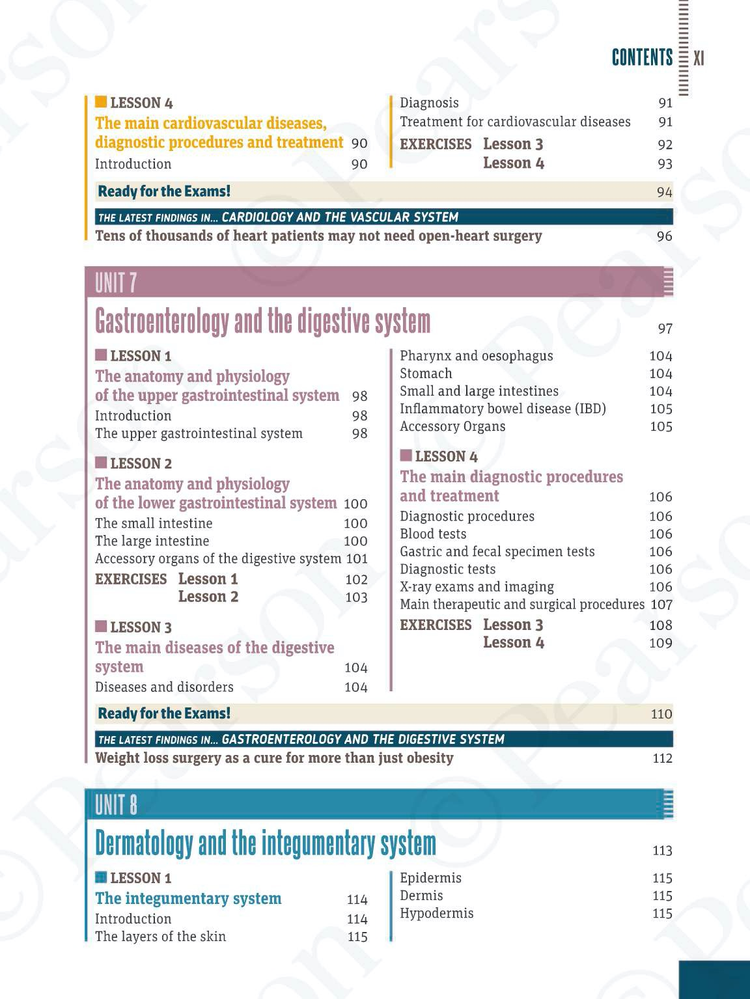 CONTENTS XI
LESSON 4
The main cardiovascular diseases,
diagnostic procedures and treatment 90
Introduction 90
Diagnosis 91
Treatment for cardiovascular diseases 91
EXERCISES Lesson 3 92
Lesson 4 93
Ready for the Exams! 94
THE LATEST FINDINGS IN... CARDIOLOGY AND THE VASCULAR SYSTEM
Tens of thousands of heart patients may not need open-heart surgery 96
UNIT 7
Gastroenterology and the digestive system 97
LESSON 1
The anatomy and physiology
of the upper gastrointestinal system 98
Introduction 98
The upper gastrointestinal system 98
LESSON 2
The anatomy and physiology
of the lower gastrointestinal system 100
The small intestine 100
The large intestine 100
Accessory organs of the digestive system 101
EXERCISES Lesson 1 102
Lesson 2 103
LESSON 3
The main diseases of the digestive
system 104
Diseases and disorders 104
Pharynx and oesophagus 104
Stomach 104
Small and large intestines 104
Inflammatory bowel disease (IBD) 105
Accessory Organs 105
LESSON 4
The main diagnostic procedures
and treatment 106
Diagnostic procedures 106
Blood tests 106
Gastric and fecal specimen tests 106
Diagnostic tests 106
X-ray exams and imaging 106
Main therapeutic and surgical procedures 107
EXERCISES Lesson 3 108
Lesson 4 109
Ready for the Exams! 110
THE LATEST FINDINGS IN... GASTROENTEROLOGY AND THE DIGESTIVE SYSTEM
Weight loss surgery as a cure for more than just obesity 112
UNIT 8
Dermatology and the integumentary system 113
LESSON 1
The integumentary system 114
Introduction 114
The layers of the skin 115
Epidermis 115
Dermis 115
Hypodermis 115
© Pearson